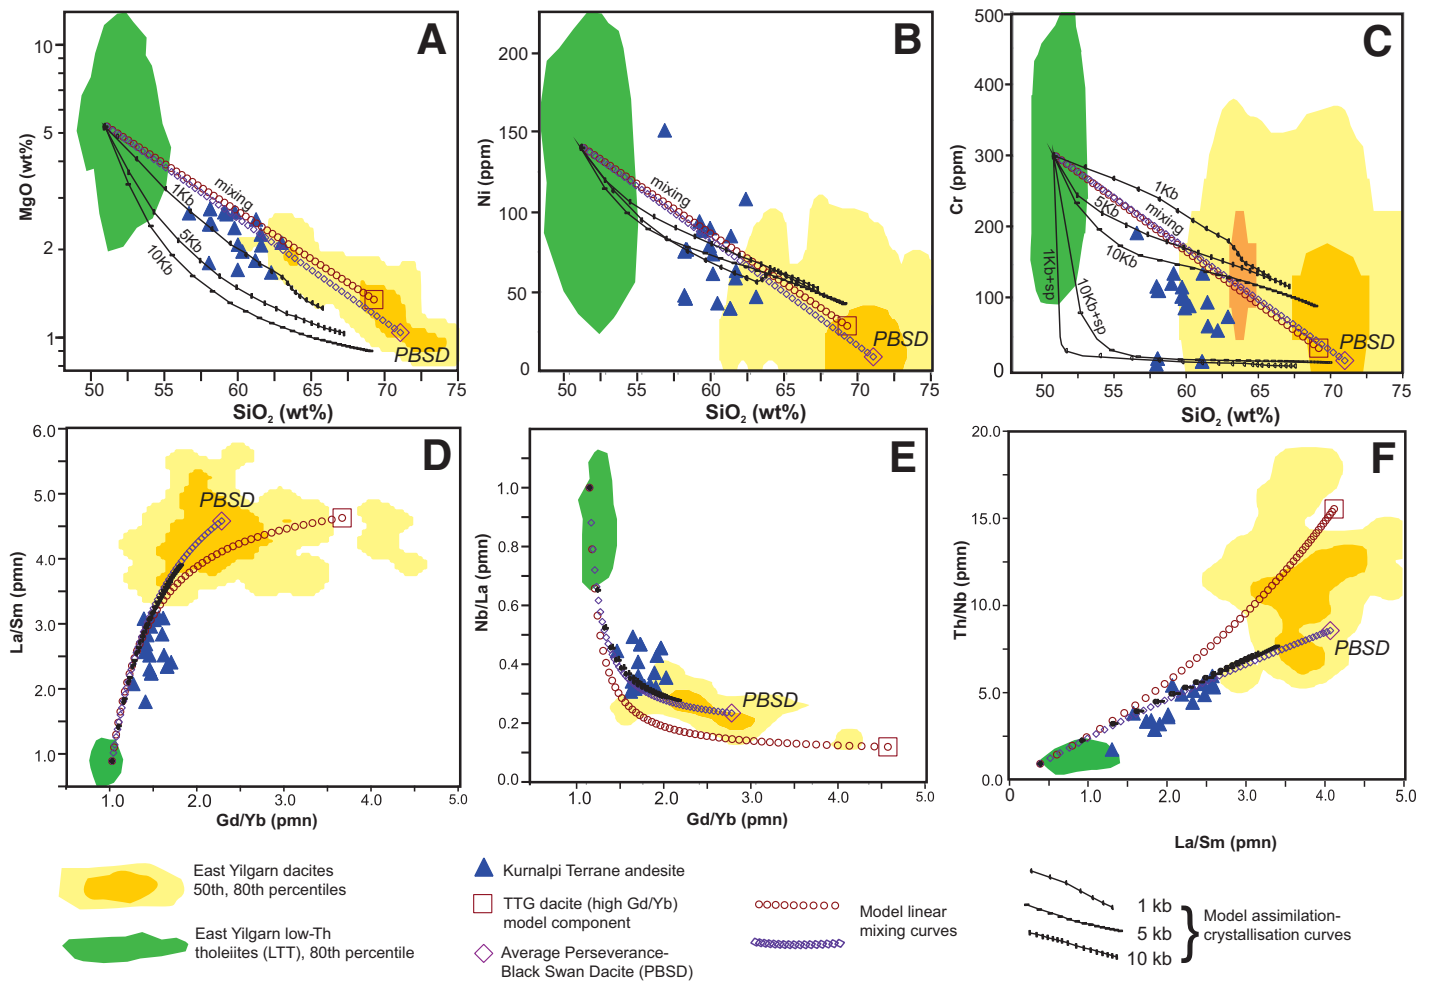 A
MgO (wt%)
10
5
2
1
mixing
1Kb
5Kb
10Kb
PBSD
50 55 60 65 70 75
SiO2 (wt%)
B
Ni (ppm)
200
150
100
50
0
mixing
PBSD
50 55 60 65 70 75
SiO2 (wt%)
C
Cr (ppm)
500
400
300
200
100
0
1Kb
5Kb
mixing
10Kb
1Kb+sp
10Kb+sp
PBSD
50 55 60 65 70 75
SiO2 (wt%)
D
La/Sm (pmn)
6.0
5.0
4.0
3.0
2.0
1.0
PBSD
1.0 2.0 3.0 4.0 5.0
Gd/Yb (pmn)
E
Nb/La (pmn)
1.0
0.8
0.6
0.4
0.2
0.0
PBSD
1.0 2.0 3.0 4.0 5.0
Gd/Yb (pmn)
F
Th/Nb (pmn)
20.0
15.0
10.0
5.0
0.0
PBSD
0 1.0 2.0 3.0 4.0 5.0
La/Sm (pmn)
East Yilgarn dacites
50th, 80th percentiles
East Yilgarn low-Th
tholeiites (LTT), 80th percentile
Kurnalpi Terrane andesite
TTG dacite (high Gd/Yb)
model component
Average Perseverance-
Black Swan Dacite (PBSD)
Model linear
mixing curves
1 kb
5 kb
10 kb
Model assimilation-
crystallisation curves